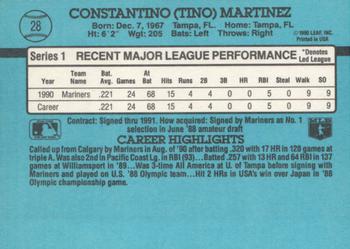 28
CONSTANTINO (TINO) MARTINEZ
Born: Dec. 7, 1967 Tampa, FL. Home: Tampa, FL
Ht: 6'2" Wgt: 205 Bats: Left Throws: Right
© 1990 LEAF, INC.
Printed in USA
Series 1 RECENT MAJOR LEAGUE PERFORMANCE *Denotes Led League
Year Team Name Bat. Avg. Games At Bat Hits 2B 3B HR RBI Steal Walk SO
1990 Mariners .221 24 68 15 4 0 0 5 0 9 9
Career .221 24 68 15 4 0 0 5 0 9 9
Contract: Signed thru 1991. How acquired: Signed by Mariners as No. 1
selection in June '88 amateur draft
CAREER HIGHLIGHTS
Called up from Calgary by Mariners in Aug. of '90 after batting .320 with 17 HR in 128 games at
triple A. Was also 2nd in Pacific Coast Lg. in RBI (93)... Batted .257 with 13 HR and 64 RBI in 137
games at Williamsport in '89... Was 3-time All America at U. of Tampa before signing with
Mariners and played on U.S. '88 Olympic team... Hit 2 HRs in USA's win over Japan in '88
Olympic championship game.